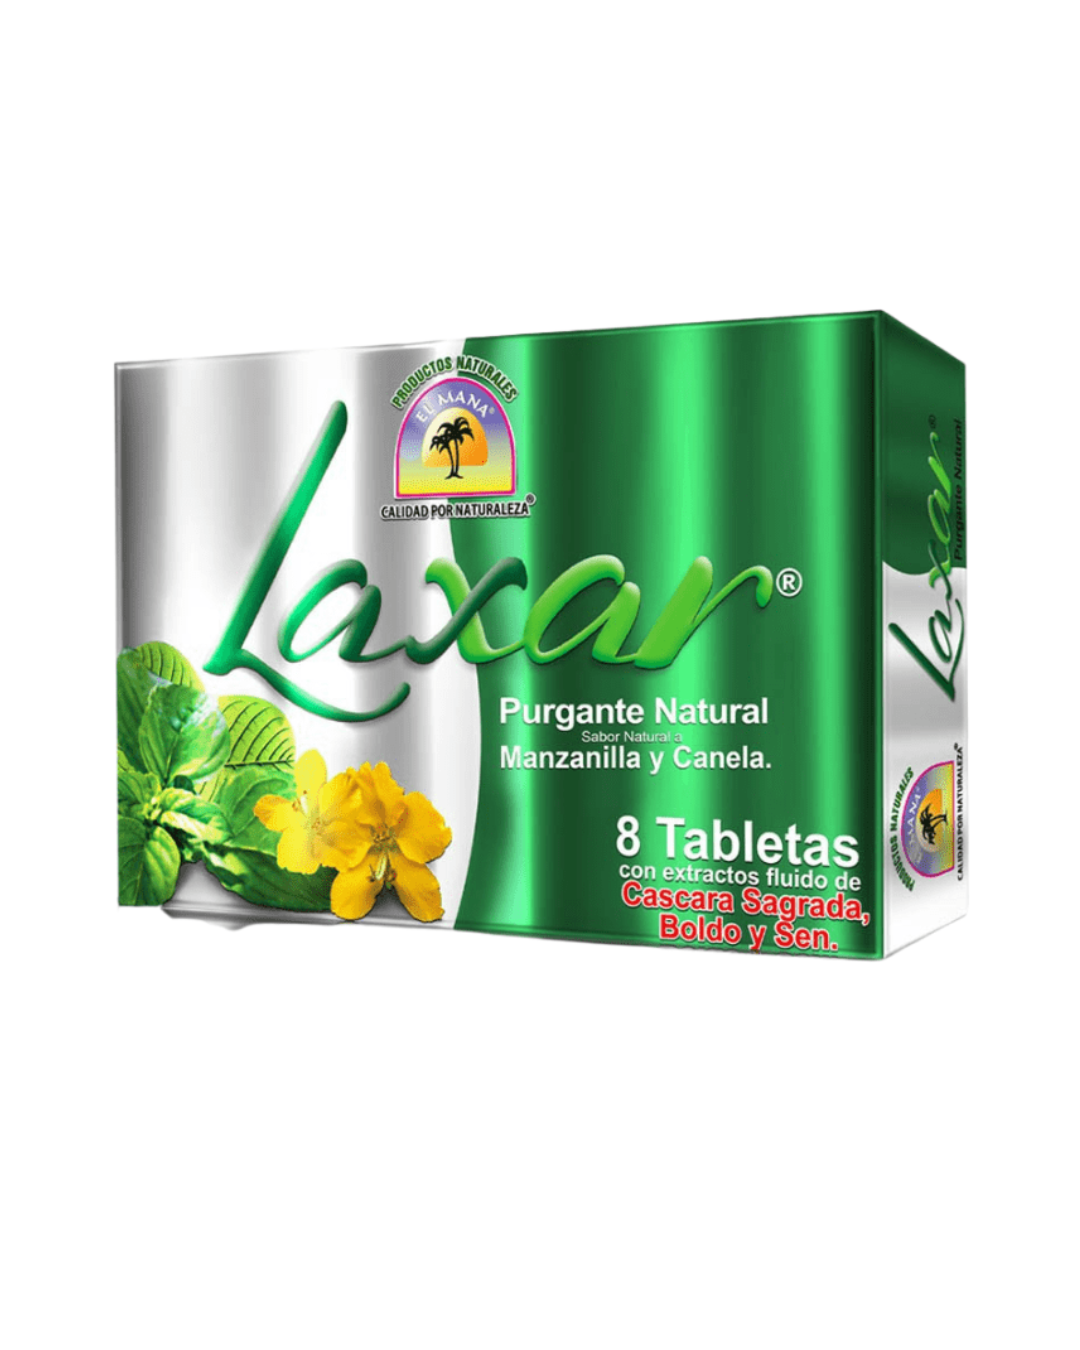 PRODUCTOS NATURALES
EL MANA®
CALIDAD POR NATURALEZA®
Laxar®
Purgante Natural
Sabor Natural a
Manzanilla y Canela.
8 Tabletas
con extractos fluido de
Cascara Sagrada,
Boldo y Sen.
Laxar®
Purgante Natural
PRODUCTOS NATURALES
EL MANA
CALIDAD POR NATURALEZA®